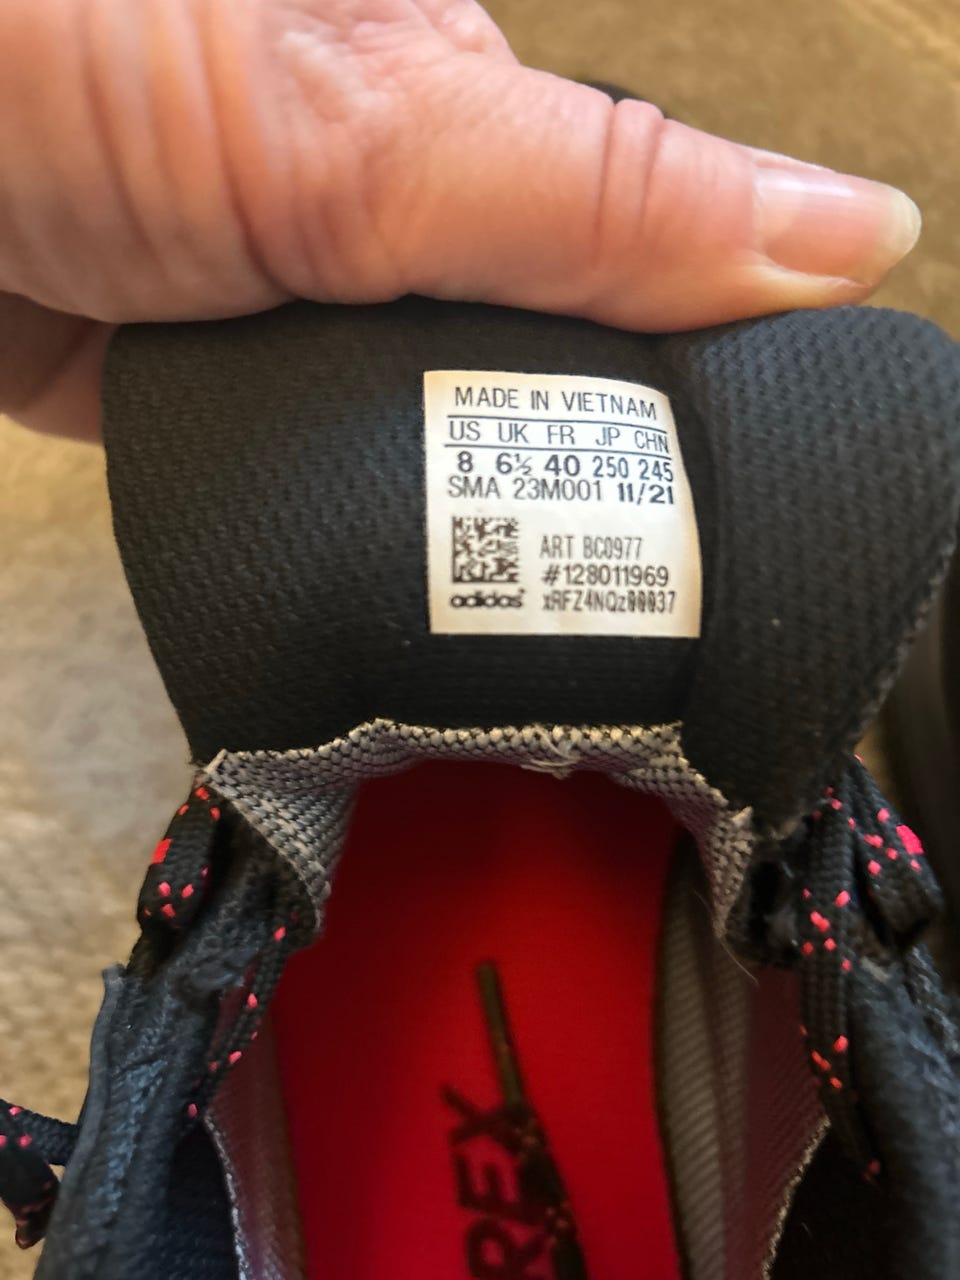 MADE IN VIETNAM
US UK FR JP CHN
8 6½ 40 250 245
SMA 23M001 11/21
ART BC0977
#128011969
adidas xRFZ4NQz00037
REX